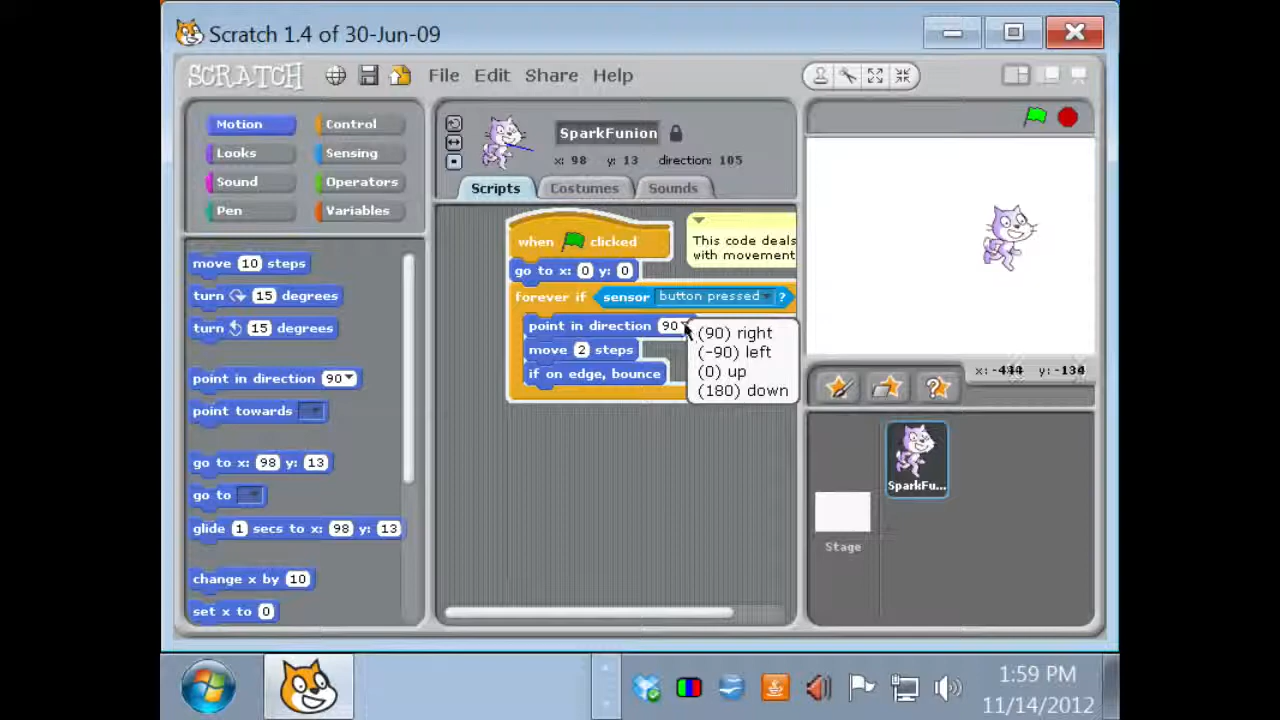 Scratch 1.4 of 30-Jun-09
SCRATCH File Edit Share Help
Motion Control
Looks Sensing
Sound Operators
Pen Variables
move 10 steps
turn 15 degrees
turn 15 degrees
point in direction 90
point towards
go to x: 98 y: 13
go to
glide 1 secs to x: 98 y: 13
change x by 10
set x to 0
SparkFunion
x: 98 y: 13 direction: 105
Scripts Costumes Sounds
when clicked
go to x: 0 y: 0
forever if sensor button pressed ?
point in direction 90
move 2 steps
if on edge, bounce
This code deals
with movement
(90) right
(-90) left
(0) up
(180) down
x: -444 y: -134
SparkFu...
Stage
1:59 PM
11/14/2012